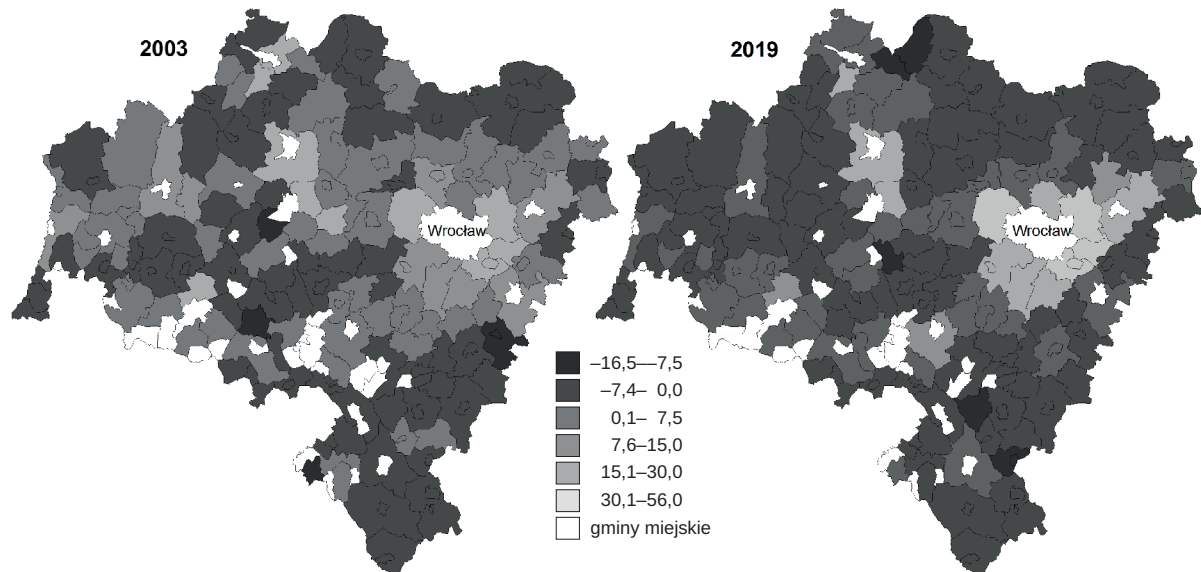 2003
2019
Wrocław
Wrocław
–16,5––7,5
–7,4– 0,0
0,1– 7,5
7,6–15,0
15,1–30,0
30,1–56,0
gminy miejskie